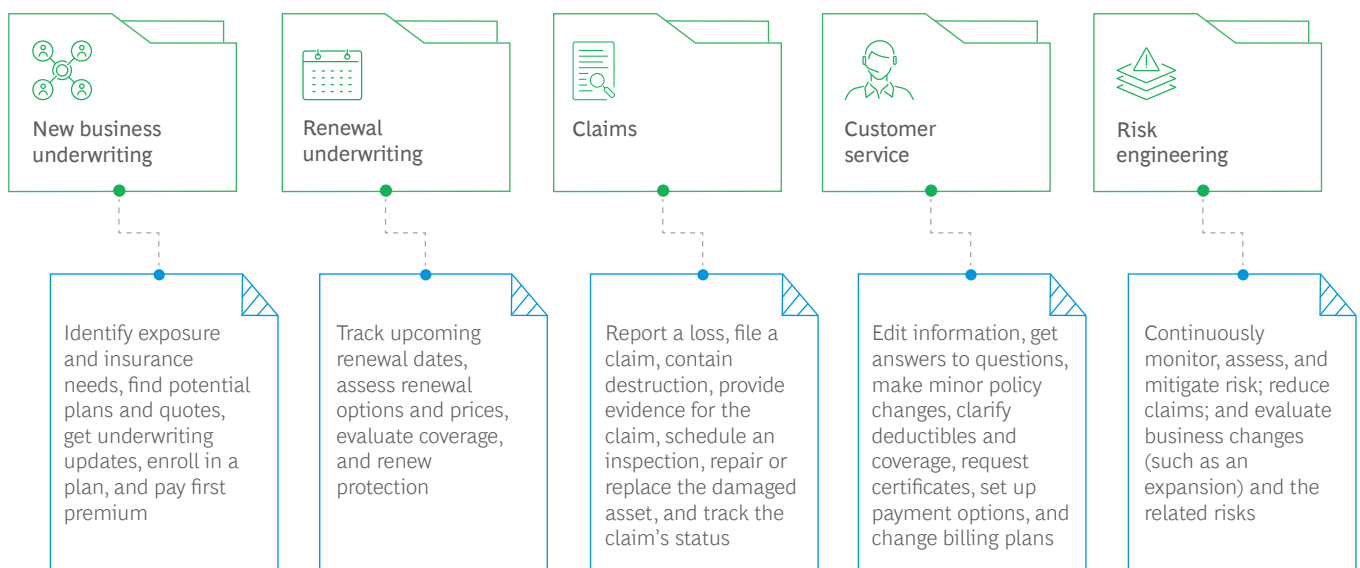 New business
underwriting
Renewal
underwriting
Claims
Customer
service
Risk
engineering
Identify exposure
and insurance
needs, find potential
plans and quotes,
get underwriting
updates, enroll in a
plan, and pay first
premium
Track upcoming
renewal dates,
assess renewal
options and prices,
evaluate coverage,
and renew
protection
Report a loss, file a
claim, contain
destruction, provide
evidence for the
claim, schedule an
inspection, repair or
replace the damaged
asset, and track the
claim’s status
Edit information, get
answers to questions,
make minor policy
changes, clarify
deductibles and
coverage, request
certificates, set up
payment options, and
change billing plans
Continuously
monitor, assess, and
mitigate risk; reduce
claims; and evaluate
business changes
(such as an
expansion) and the
related risks